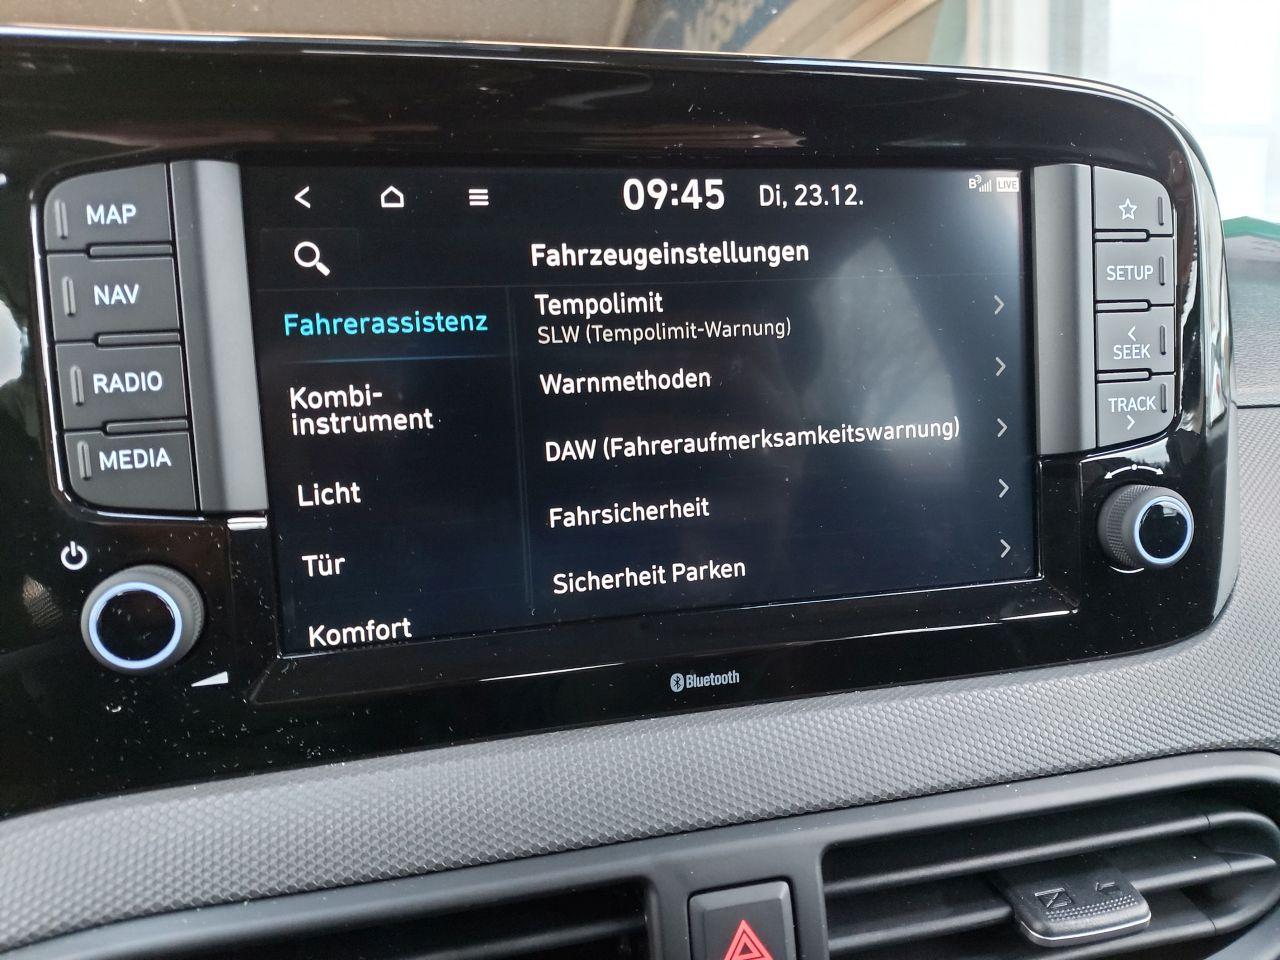 MAP
NAV
RADIO
MEDIA
09:45 Di, 23.12.
LIVE
Fahrzeugeinstellungen
Fahrerassistenz
Kombi-
instrument
Licht
Tür
Komfort
Tempolimit
SLW (Tempolimit-Warnung)
Warnmethoden
DAW (Fahreraufmerksamkeitswarnung)
Fahrsicherheit
Sicherheit Parken
SETUP
<
SEEK
TRACK
>
Bluetooth